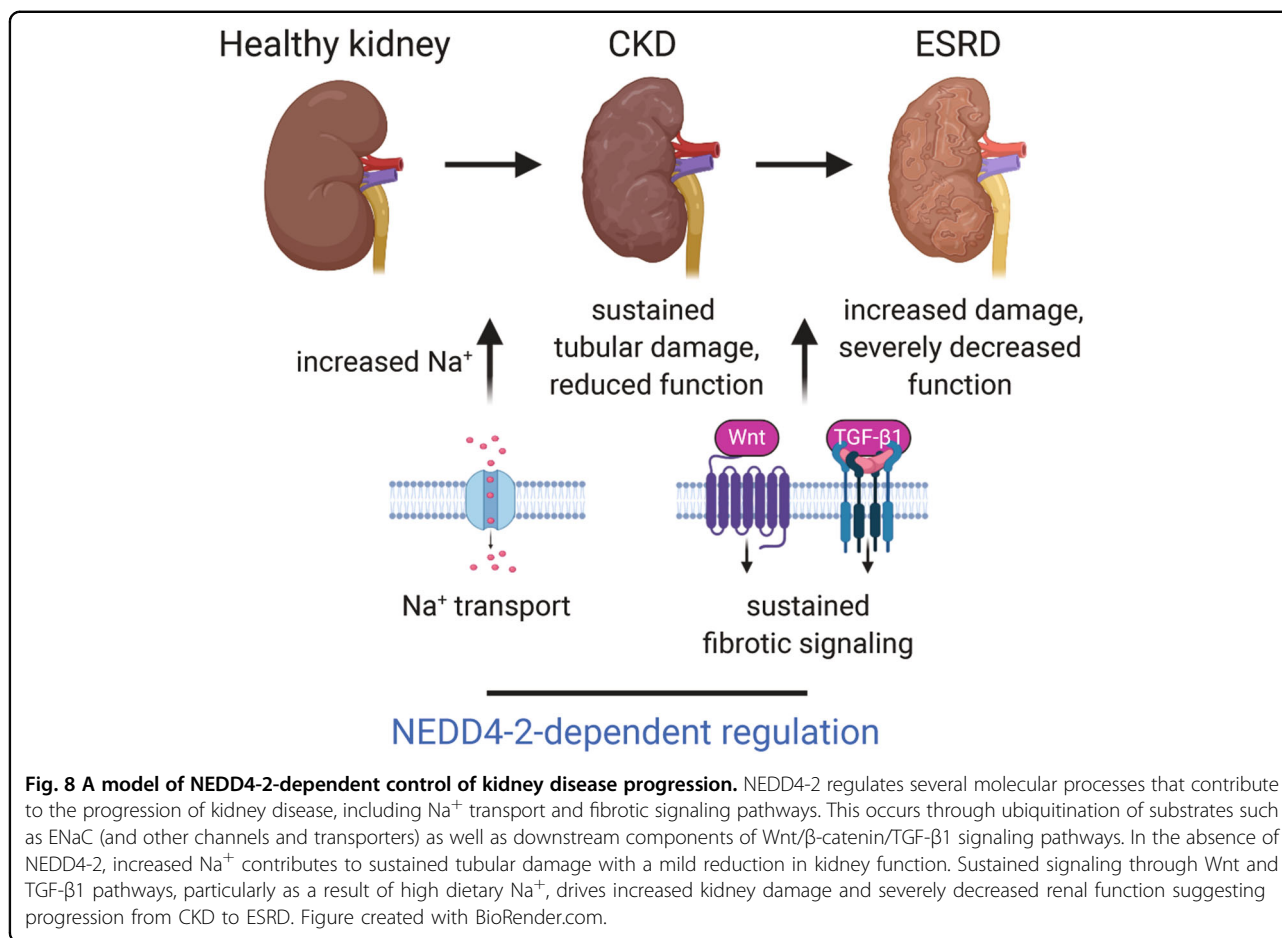 Healthy kidney CKD ESRD
increased Na⁺
sustained
tubular damage,
reduced function
increased damage,
severely decreased
function
Wnt TGF-β1
Na⁺ transport
sustained
fibrotic signaling
NEDD4-2-dependent regulation
Fig. 8 A model of NEDD4-2-dependent control of kidney disease progression. NEDD4-2 regulates several molecular processes that contribute
to the progression of kidney disease, including Na⁺ transport and fibrotic signaling pathways. This occurs through ubiquitination of substrates such
as ENaC (and other channels and transporters) as well as downstream components of Wnt/β-catenin/TGF-β1 signaling pathways. In the absence of
NEDD4-2, increased Na⁺ contributes to sustained tubular damage with a mild reduction in kidney function. Sustained signaling through Wnt and
TGF-β1 pathways, particularly as a result of high dietary Na⁺, drives increased kidney damage and severely decreased renal function suggesting
progression from CKD to ESRD. Figure created with BioRender.com.